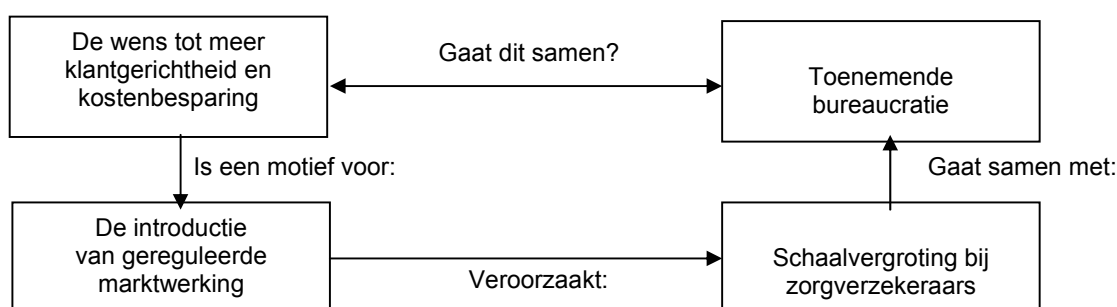 De wens tot meer
klantgerichtheid en
kostenbesparing
Gaat dit samen?
Toenemende
bureaucratie
Is een motief voor:
Gaat samen met:
De introductie
van gereguleerde
marktwerking
Veroorzaakt:
Schaalvergroting bij
zorgverzekeraars